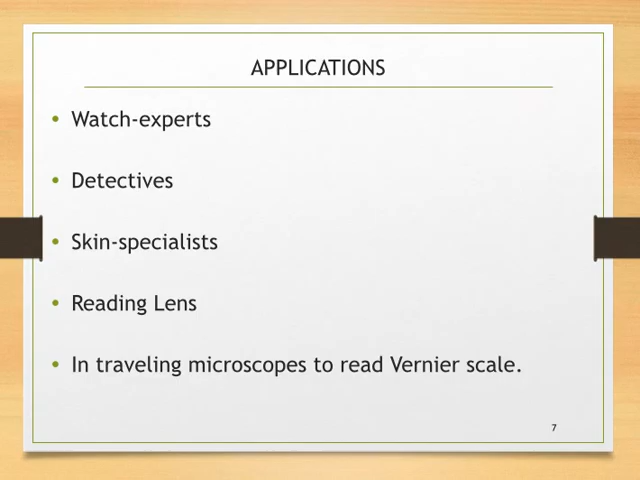 APPLICATIONS
• Watch-experts
• Detectives
• Skin-specialists
• Reading Lens
• In traveling microscopes to read Vernier scale.
7